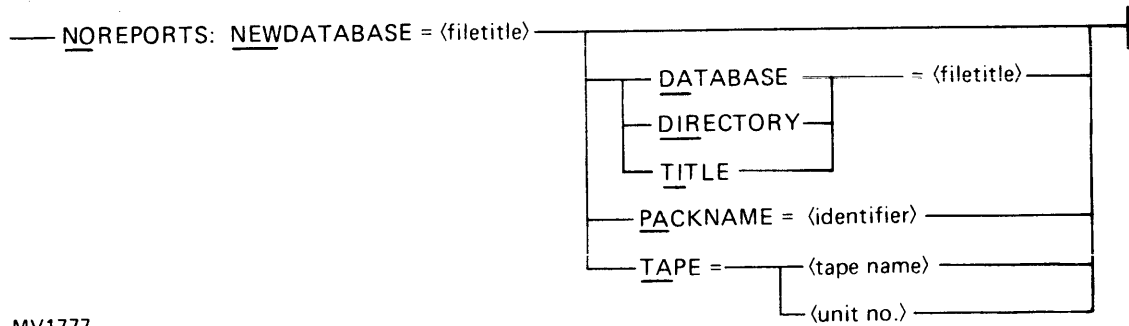 NOREPORTS: NEWDATABASE = ⟨filetitle⟩
DATABASE = ⟨filetitle⟩
DIRECTORY
TITLE
PACKNAME = ⟨identifier⟩
TAPE = ⟨tape name⟩
⟨unit no.⟩
MV1777